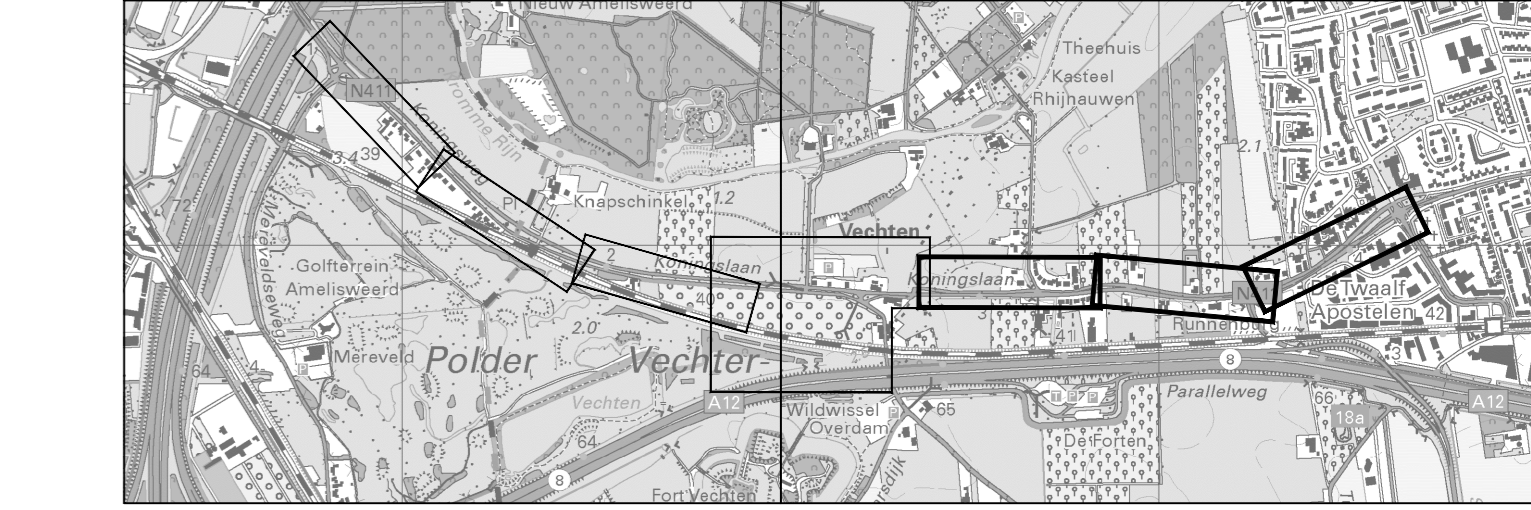 Nieuw Amelisweerd
P
Theehuis
Kasteel
Rhijnauwen
1
N411
Koningsweg
Kromme Rijn
3.4
39
2.1
72
Pl
Knapschinkel
1.2
Vechten
Mereveldseweg
Golfterrein
Amelisweerd
2
Koningslaan
P
Koningslaan
40
4
De Twaalf
Apostelen
42
3
Runnenburg
2.0
41
Mereveld
Polder
Vechter-
8
3
64
4
P
Parallelweg
A12
T
P
P
A12
Vechten
Wildwissel
P
65
66
18a
Overdam
64
De Forten
8
Fort Vechten